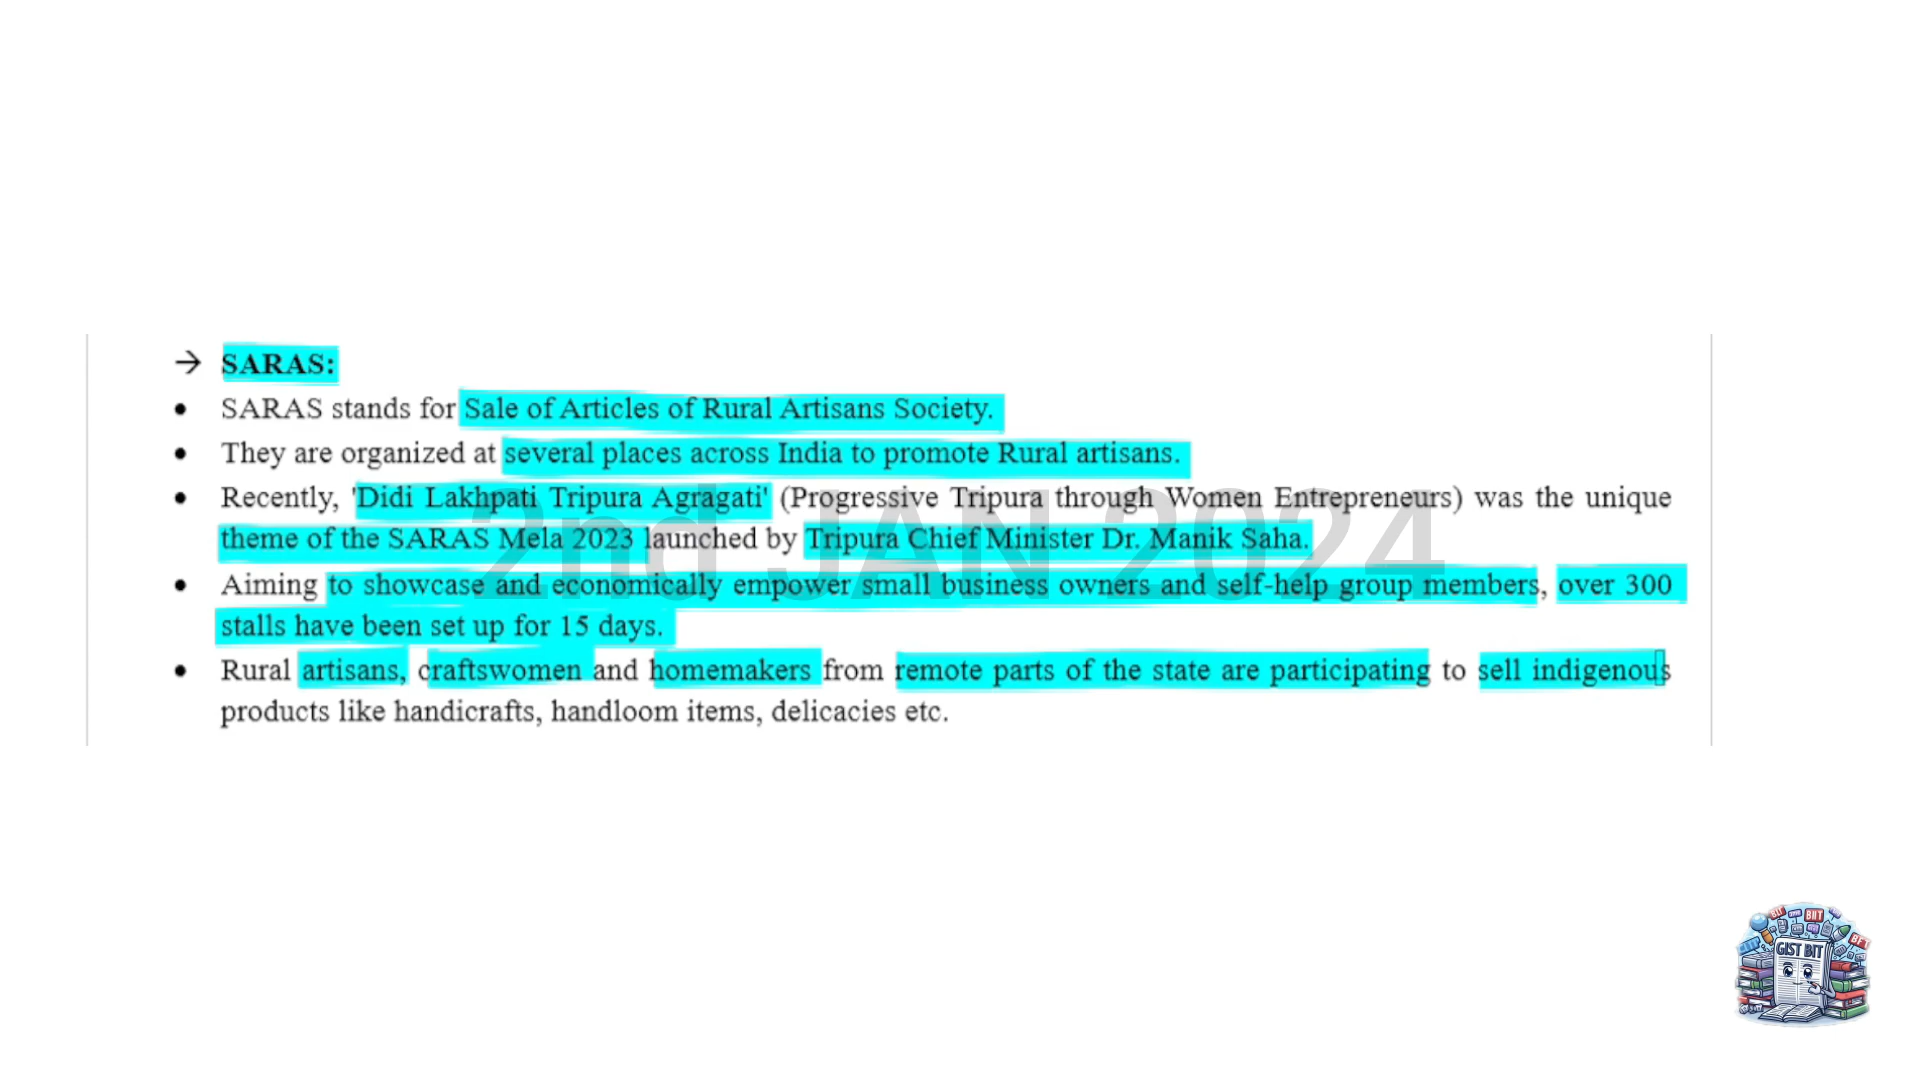 → SARAS:
• SARAS stands for Sale of Articles of Rural Artisans Society.
• They are organized at several places across India to promote Rural artisans.
• Recently, 'Didi Lakhpati Tripura Agragati' (Progressive Tripura through Women Entrepreneurs) was the unique
theme of the SARAS Mela 2023 launched by Tripura Chief Minister Dr. Manik Saha.
2nd JAN 2024
• Aiming to showcase and economically empower small business owners and self-help group members, over 300
stalls have been set up for 15 days.
• Rural artisans, craftswomen and homemakers from remote parts of the state are participating to sell indigenous
products like handicrafts, handloom items, delicacies etc.
GIST BIT